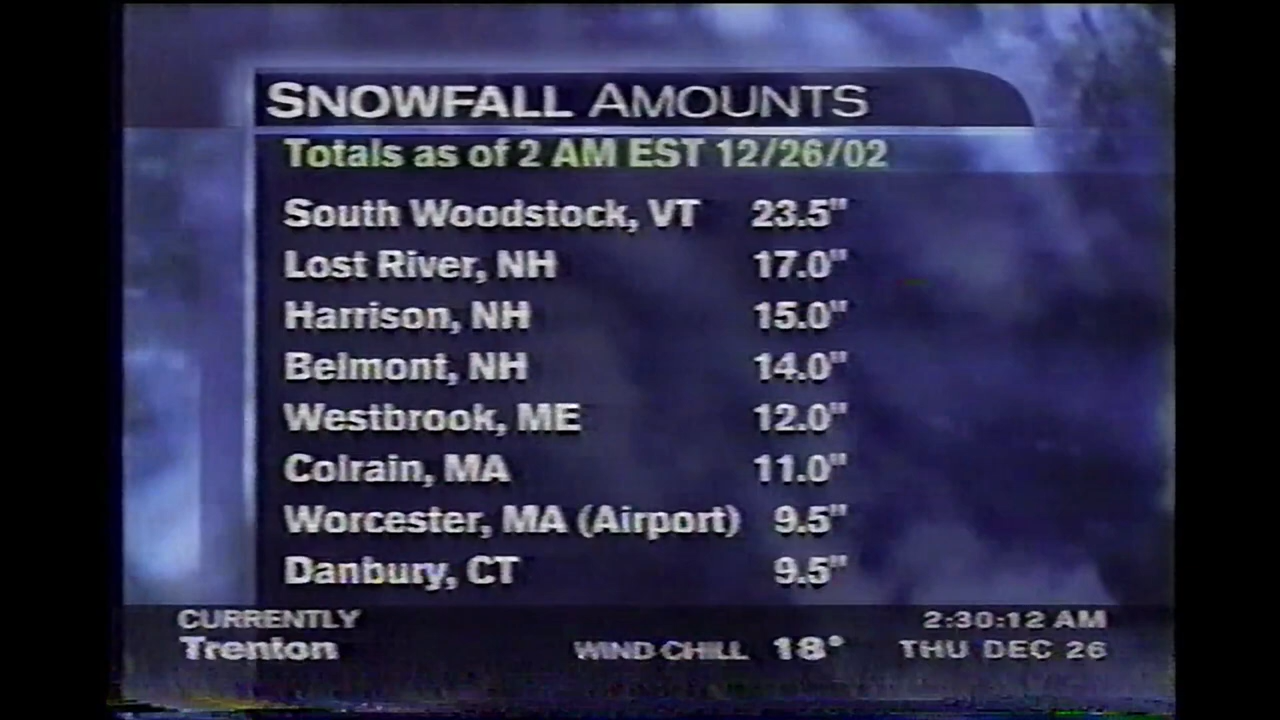 SNOWFALL AMOUNTS
Totals as of 2 AM EST 12/26/02
South Woodstock, VT 23.5"
Lost River, NH 17.0"
Harrison, NH 15.0"
Belmont, NH 14.0"
Westbrook, ME 12.0"
Colrain, MA 11.0"
Worcester, MA (Airport) 9.5"
Danbury, CT 9.5"
CURRENTLY 2:30:12 AM
Trenton WIND CHILL 18° THU DEC 26